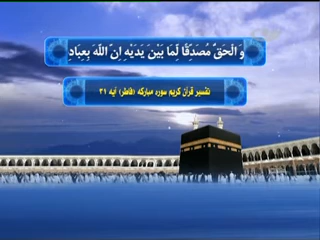 وَالْحَقُّ مُصَدِّقًا لِّمَا بَيْنَ يَدَيْهِ إِنَّ اللَّهَ بِعِبَادِ
تفسیر قرآن کریم سوره مبارکه (فاطر) آیه ۳۱